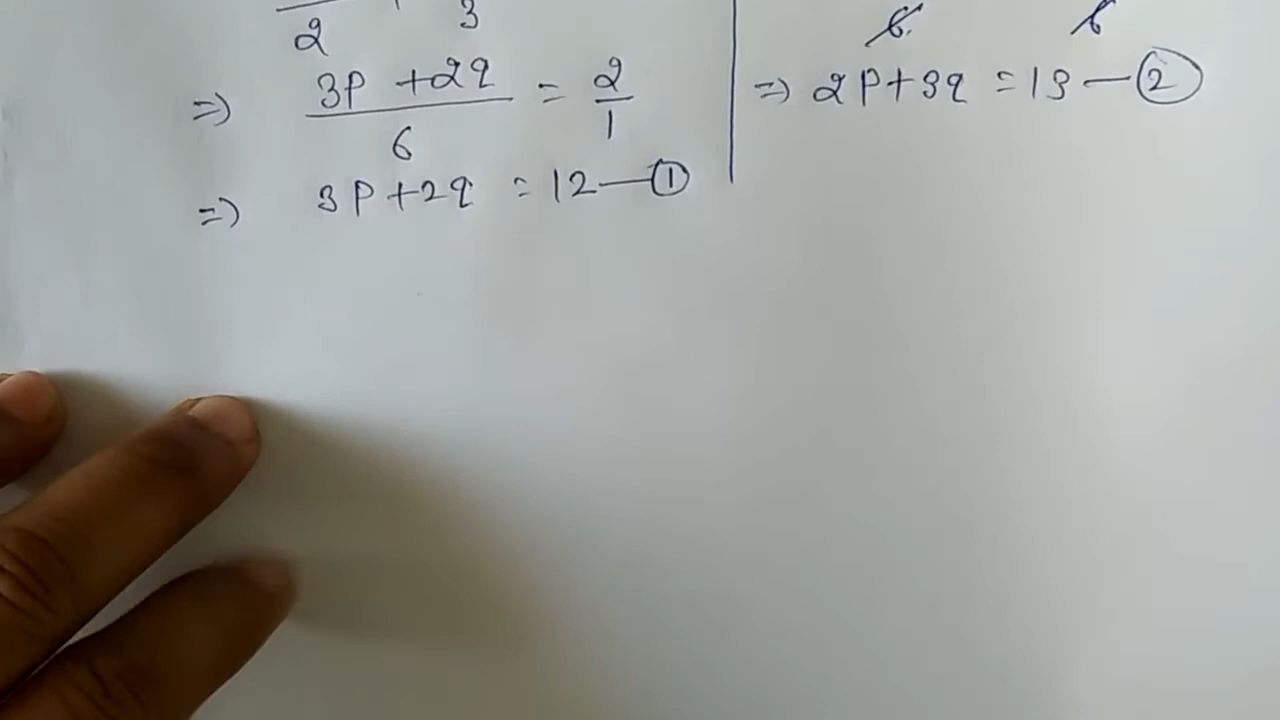 2 3
=> 3p + 2q / 6 = 2 / 1
=> 3p + 2q = 12 — ①
6 6
=> 2p + 3q = 13 — ②